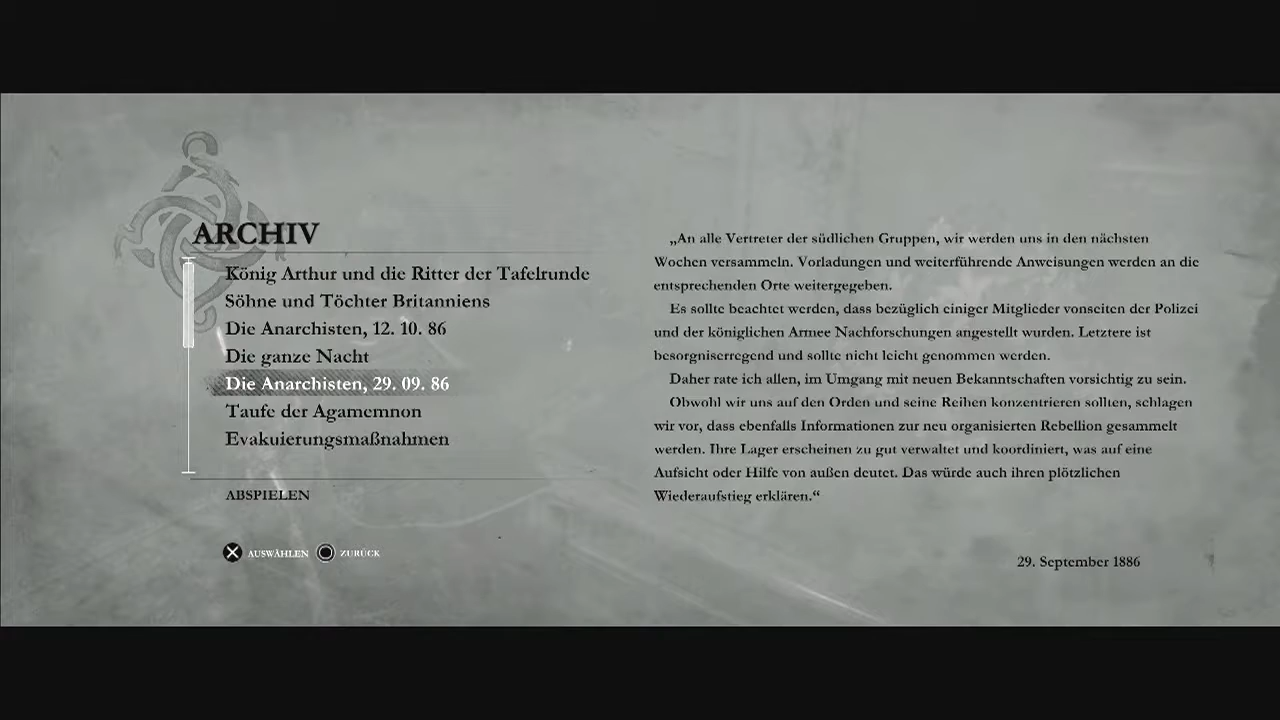 ARCHIV
König Arthur und die Ritter der Tafelrunde
Söhne und Töchter Britanniens
Die Anarchisten, 12. 10. 86
Die ganze Nacht
Die Anarchisten, 29. 09. 86
Taufe der Agamemnon
Evakuierungsmaßnahmen
ABSPIELEN
AUSWÄHLEN ZURÜCK
„An alle Vertreter der südlichen Gruppen, wir werden uns in den nächsten
Wochen versammeln. Vorladungen und weiterführende Anweisungen werden an die
entsprechenden Orte weitergegeben.
Es sollte beachtet werden, dass bezüglich einiger Mitglieder vonseiten der Polizei
und der königlichen Armee Nachforschungen angestellt wurden. Letztere ist
besorgniserregend und sollte nicht leicht genommen werden.
Daher rate ich allen, im Umgang mit neuen Bekanntschaften vorsichtig zu sein.
Obwohl wir uns auf den Orden und seine Reihen konzentrieren sollten, schlagen
wir vor, dass ebenfalls Informationen zur neu organisierten Rebellion gesammelt
werden. Ihre Lager erscheinen zu gut verwaltet und koordiniert, was auf eine
Aufsicht oder Hilfe von außen deutet. Das würde auch ihren plötzlichen
Wiederaufstieg erklären.“
29. September 1886